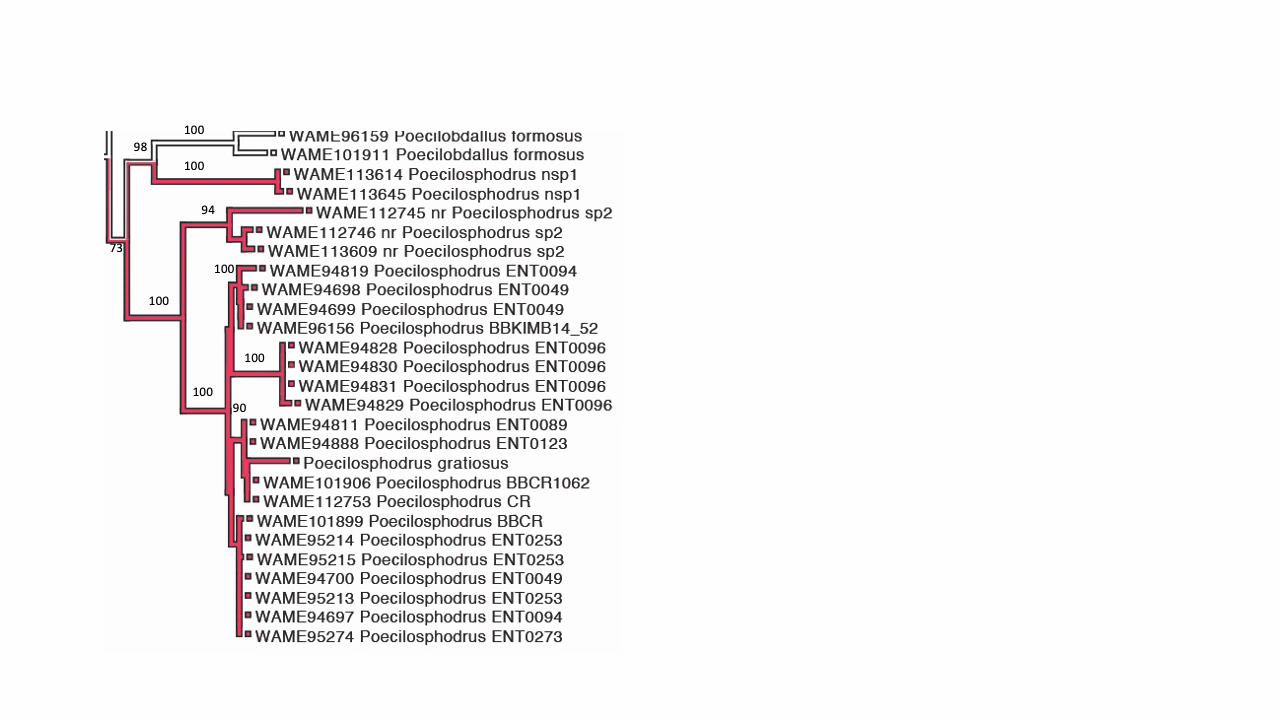 100
WAME96159 Poecilobdallus formosus
98
WAME101911 Poecilobdallus formosus
100
WAME113614 Poecilosphodrus nsp1
WAME113645 Poecilosphodrus nsp1
94
WAME112745 nr Poecilosphodrus sp2
WAME112746 nr Poecilosphodrus sp2
73
WAME113609 nr Poecilosphodrus sp2
100
WAME94819 Poecilosphodrus ENT0094
WAME94698 Poecilosphodrus ENT0049
100
WAME94699 Poecilosphodrus ENT0049
WAME96156 Poecilosphodrus BBKIMB14_52
WAME94828 Poecilosphodrus ENT0096
100
WAME94830 Poecilosphodrus ENT0096
WAME94831 Poecilosphodrus ENT0096
100
WAME94829 Poecilosphodrus ENT0096
90
WAME94811 Poecilosphodrus ENT0089
WAME94888 Poecilosphodrus ENT0123
Poecilosphodrus gratiosus
WAME101906 Poecilosphodrus BBCR1062
WAME112753 Poecilosphodrus CR
WAME101899 Poecilosphodrus BBCR
WAME95214 Poecilosphodrus ENT0253
WAME95215 Poecilosphodrus ENT0253
WAME94700 Poecilosphodrus ENT0049
WAME95213 Poecilosphodrus ENT0253
WAME94697 Poecilosphodrus ENT0094
WAME95274 Poecilosphodrus ENT0273